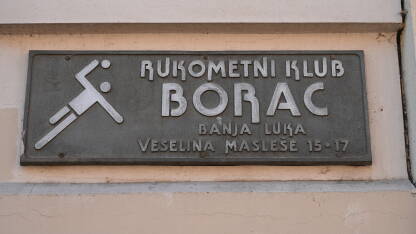 RUKOMETNI KLUB
BORAC
BANJA LUKA
VESELINA MASLEŠE 15-17